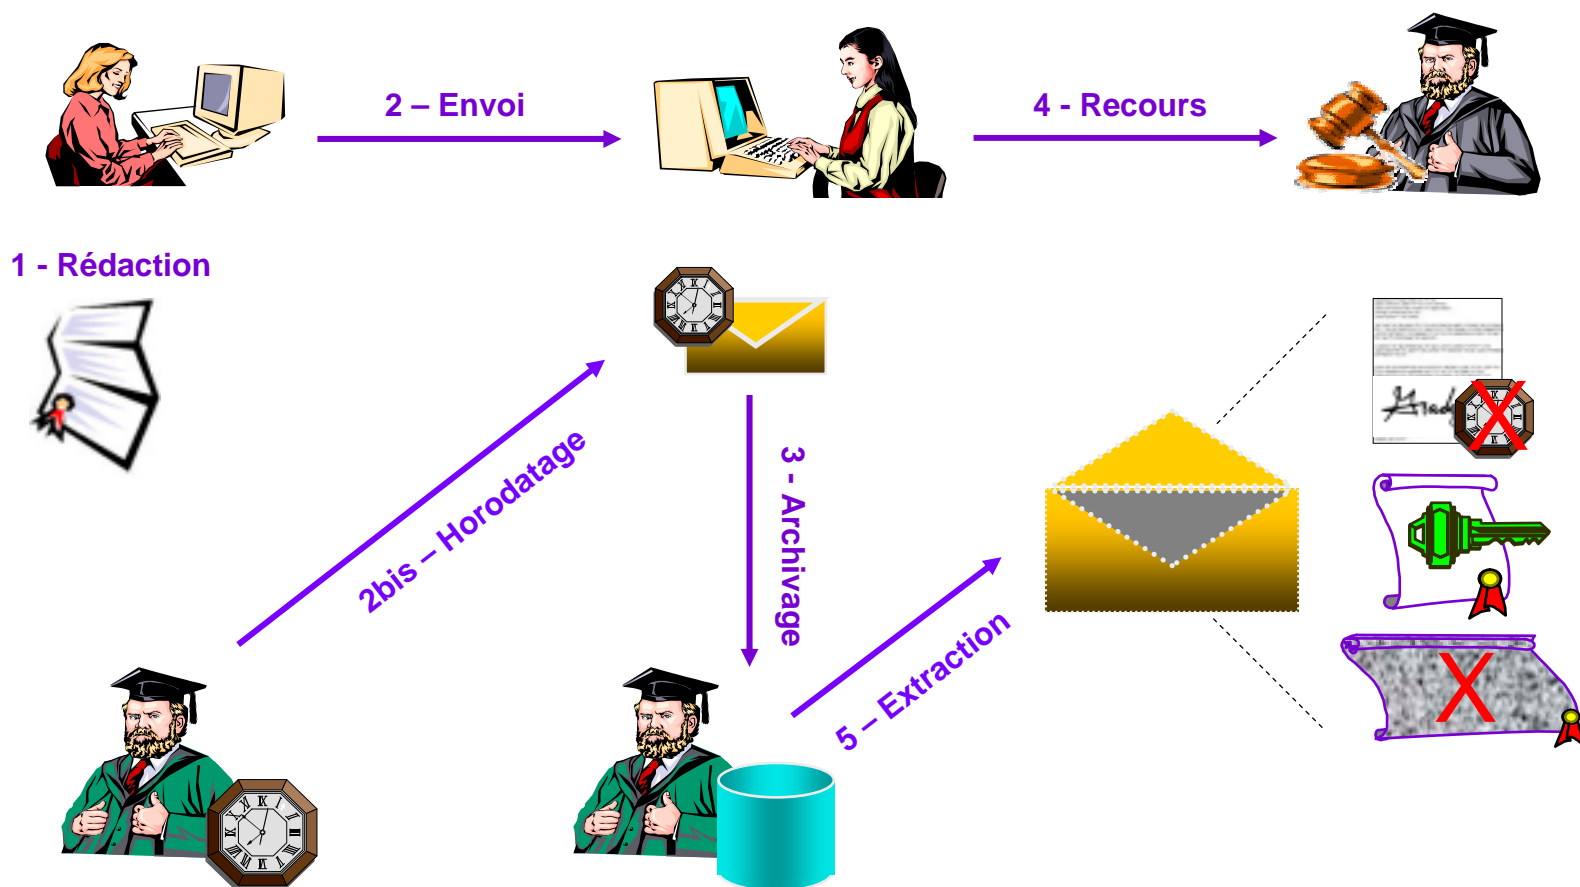 2 – Envoi
4 - Recours
1 - Rédaction
2bis – Horodatage
3 - Archivage
5 – Extraction
X
X